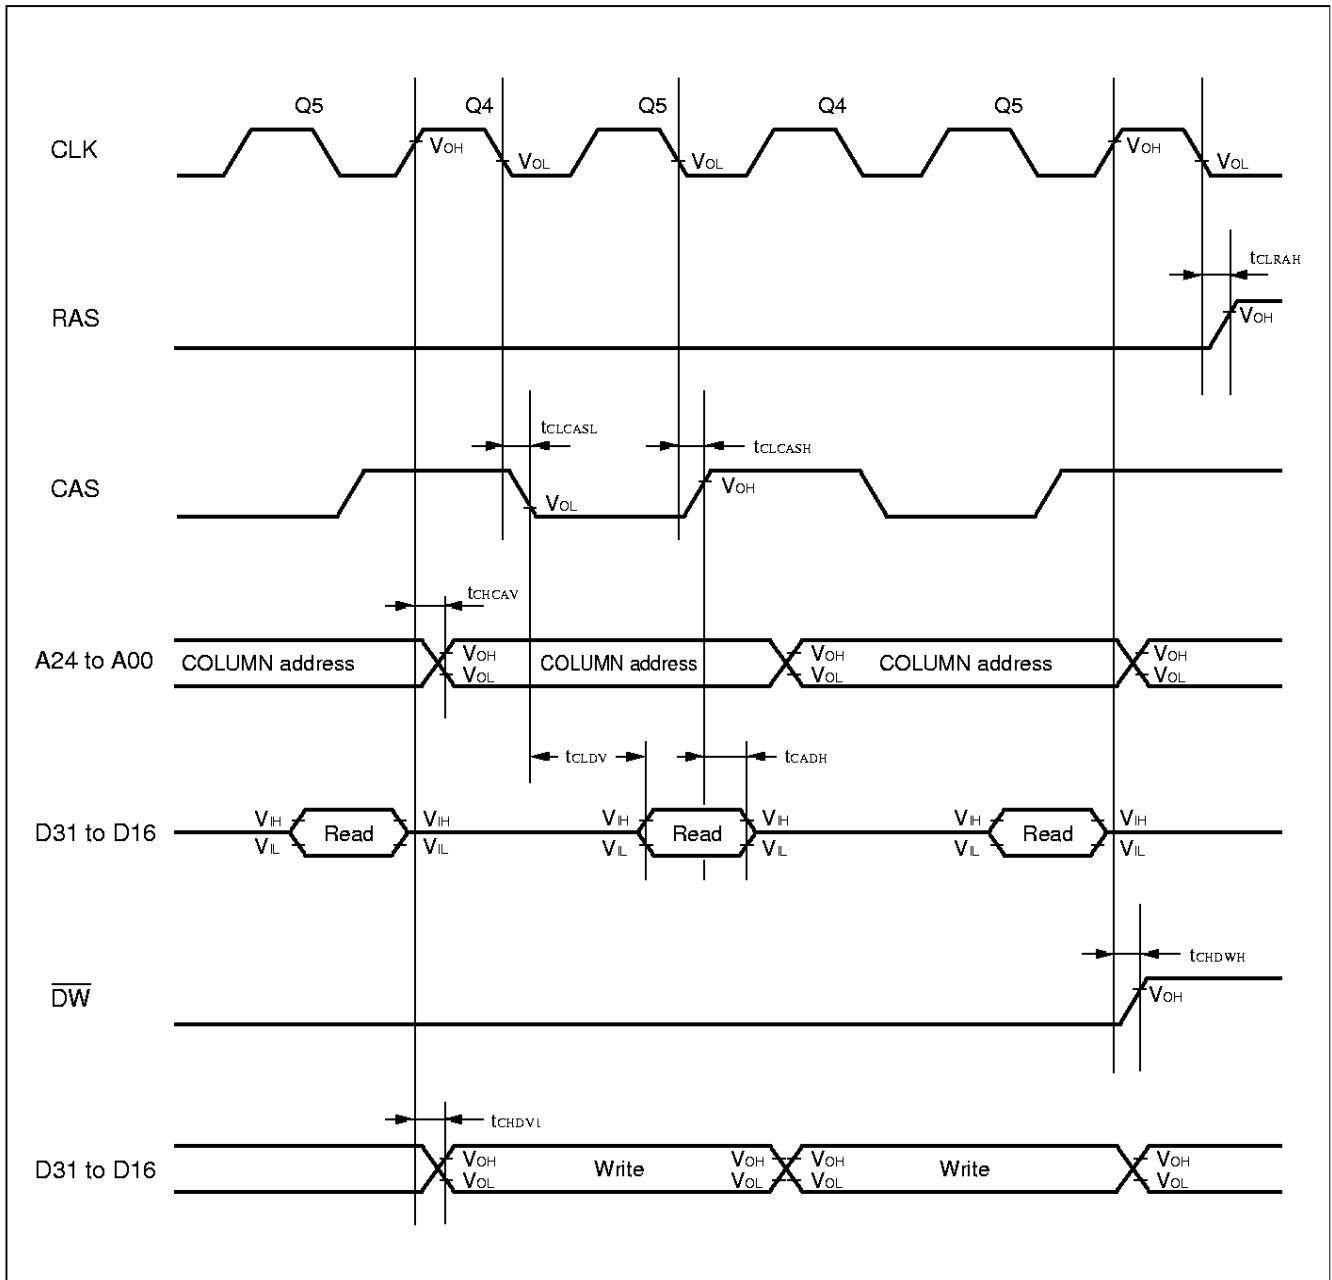 Q5 Q4 Q5 Q4 Q5
CLK VOH VOL VOL VOH VOL
tCLRAH
RAS VOH
tCLCASL tCLCASH
CAS VOL VOH
tCHCAV
A24 to A00 COLUMN address VOH COLUMN address VOH COLUMN address VOH
VOL VOL VOL
tCLDV tCADH
D31 to D16 VIH Read VIH VIH Read VIH VIH Read VIH
VIL VIL VIL VIL VIL VIL
tCHDWH
DW VOH
tCHDV1
D31 to D16 VOH Write VOH VOH Write VOH
VOL VOL VOL VOL